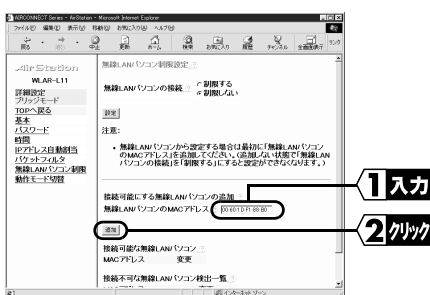 AIRCONNECT Series - AirStation - Microsoft Internet Explorer
ファイル(F) 編集(E) 表示(V) 移動(G) お気に入り(A) ヘルプ(H)
戻る 進む 中止 更新 ホーム 検索 お気に入り 履歴 チャンネル 全画面表示 リンク
AirStation
WLAR-L11
詳細設定
ブリッジモード
TOPへ戻る
基本
パスワード
時間
IPアドレス自動割当
パケットフィルタ
無線LANパソコン制限
動作モード切替
無線LANパソコン制限設定
無線LANパソコンの接続 制限する
制限しない
設定
注意:
・ 無線LANパソコンから設定する場合は最初に「無線LANパソコン
のMACアドレス」を追加してください。(追加しない状態で「無線LAN
パソコンの接続」を「制限する」にすると設定できなくなります。)
接続可能にする無線LANパソコンの追加
無線LANパソコンのMACアドレス
追加
接続可能な無線LANパソコン
MACアドレス 変更
接続不可な無線LANパソコン検出一覧
インターネット ゾーン
1 入力
2 クリック